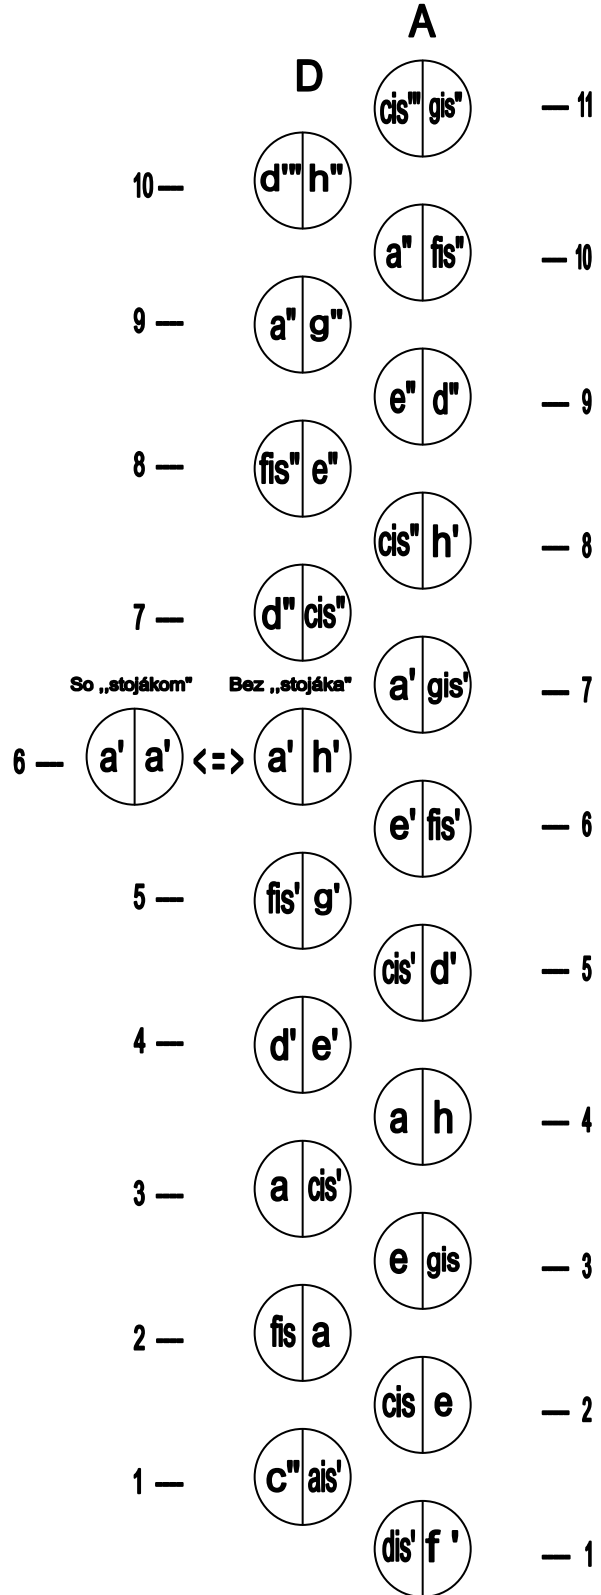 A
D
cis"" gis" — 11
10 — d''" h"
a" fis" — 10
9 — a" g"
e" d" — 9
8 — fis" e"
cis" h' — 8
7 — d" cis"
So ,,stojákom" Bez ,,stojáka"
a' gis' — 7
6 — a' a' <=> a' h'
e' fis' — 6
5 — fis' g'
cis' d' — 5
4 — d' e'
a h — 4
3 — a cis'
e gis — 3
2 — fis a
cis e — 2
1 — c" ais'
dis' f ' — 1